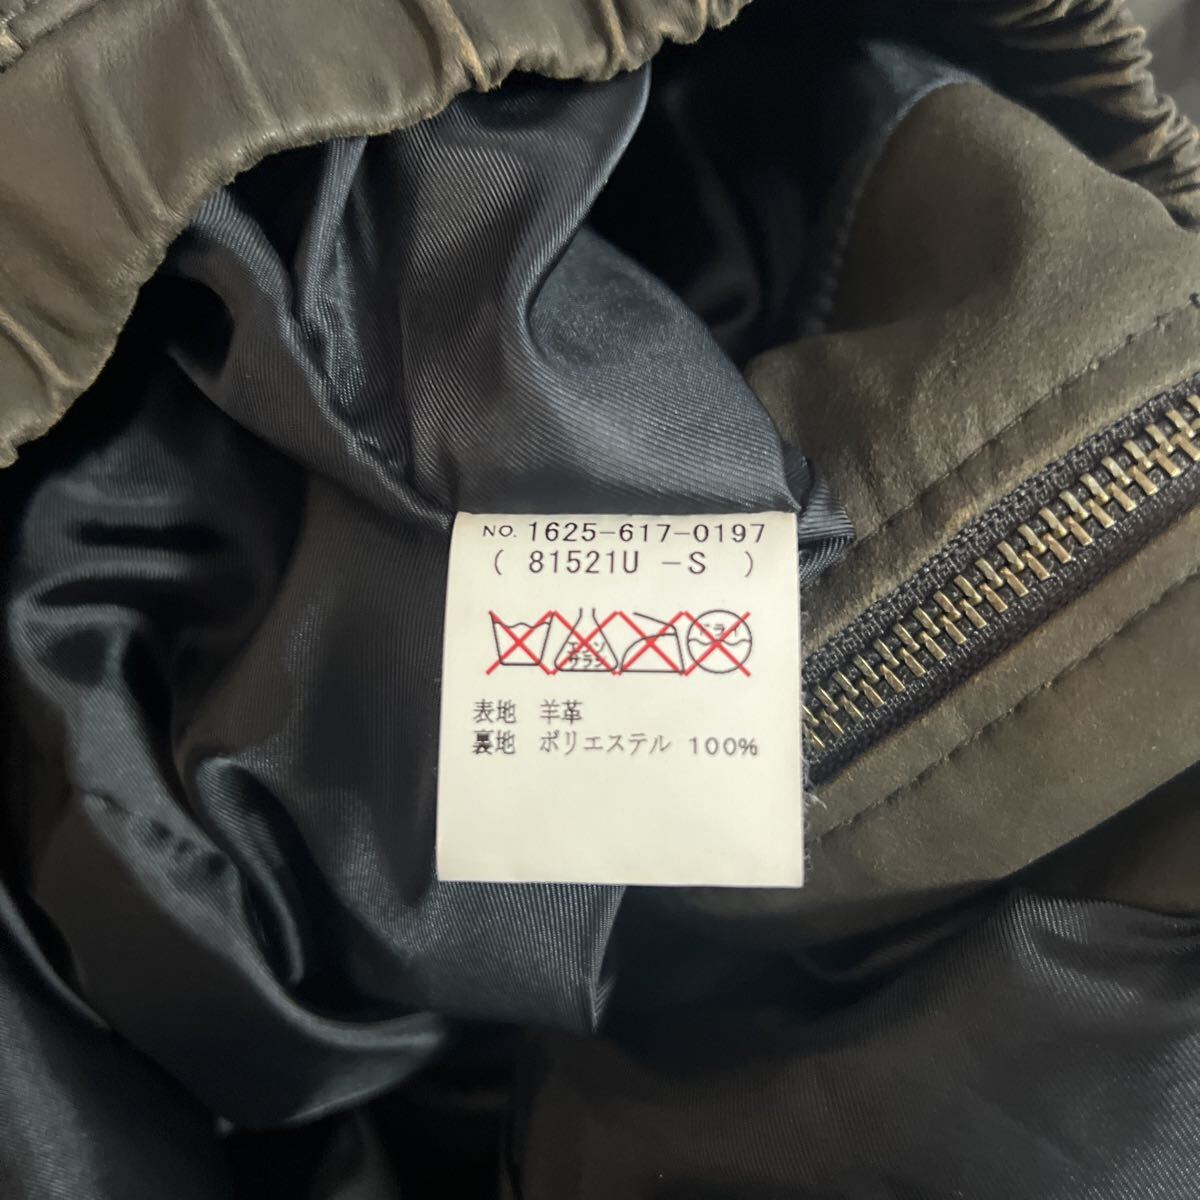 NO. 1625-617-0197
( 81521U -S )
エンソ
サラシ
ドライ
表地 羊革
裏地 ポリエステル 100%